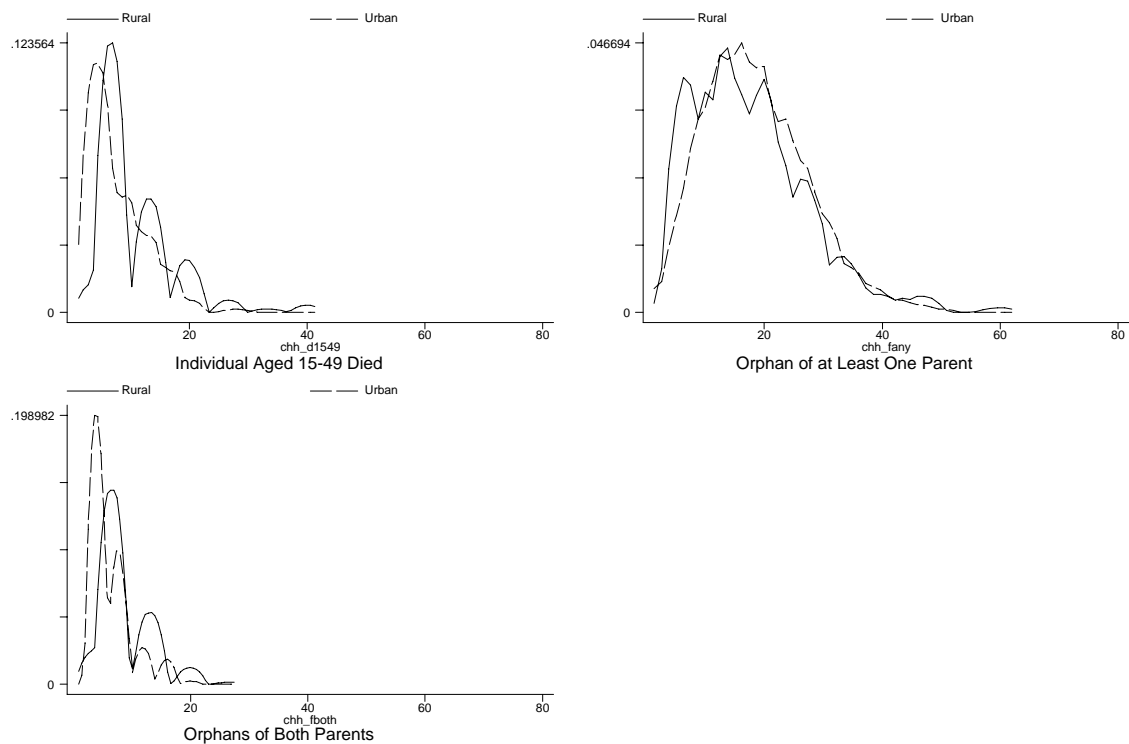 Rural Urban
.123564
0
20 40 60 80
chh_d1549
Individual Aged 15-49 Died
Rural Urban
.046694
0
20 40 60 80
chh_fany
Orphan of at Least One Parent
Rural Urban
.198982
0
20 40 60 80
chh_fboth
Orphans of Both Parents